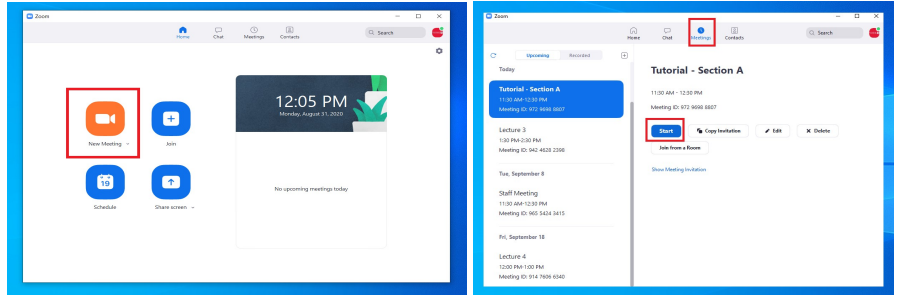 Zoom
Home
Chat
Meetings
Contacts
Search
New Meeting
Join
19
Schedule
Share screen
12:05 PM
Monday, August 31, 2020
No upcoming meetings today
Zoom
Home
Chat
Meetings
Contacts
Search
Upcoming
Recorded
Today
Tutorial - Section A
11:30 AM-12:30 PM
Meeting ID: 972 9698 8807
Lecture 3
1:30 PM-2:30 PM
Meeting ID: 942 4628 2398
Tue, September 8
Staff Meeting
11:30 AM-12:30 PM
Meeting ID: 965 5424 3415
Fri, September 18
Lecture 4
12:00 PM-1:00 PM
Meeting ID: 914 7606 6340
Tutorial - Section A
11:30 AM - 12:30 PM
Meeting ID: 972 9698 8807
Start
Copy Invitation
Edit
Delete
Join from a Room
Show Meeting Invitation